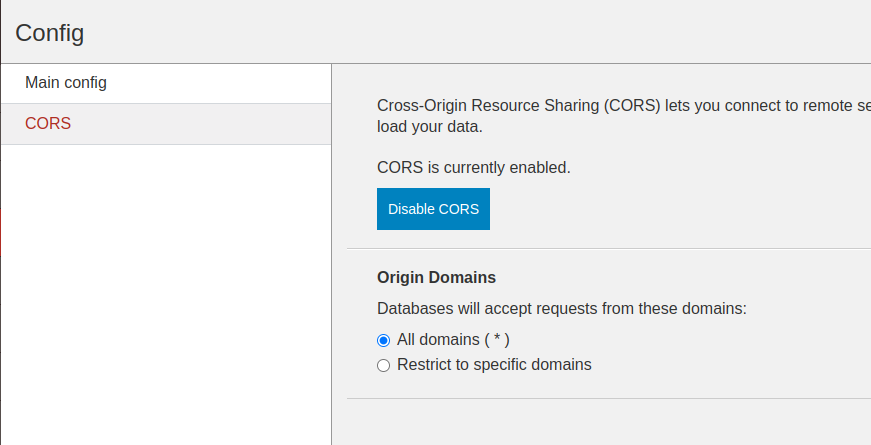 Config
Main config
CORS
Cross-Origin Resource Sharing (CORS) lets you connect to remote
load your data.
CORS is currently enabled.
Disable CORS
Origin Domains
Databases will accept requests from these domains:
All domains ( * )
Restrict to specific domains